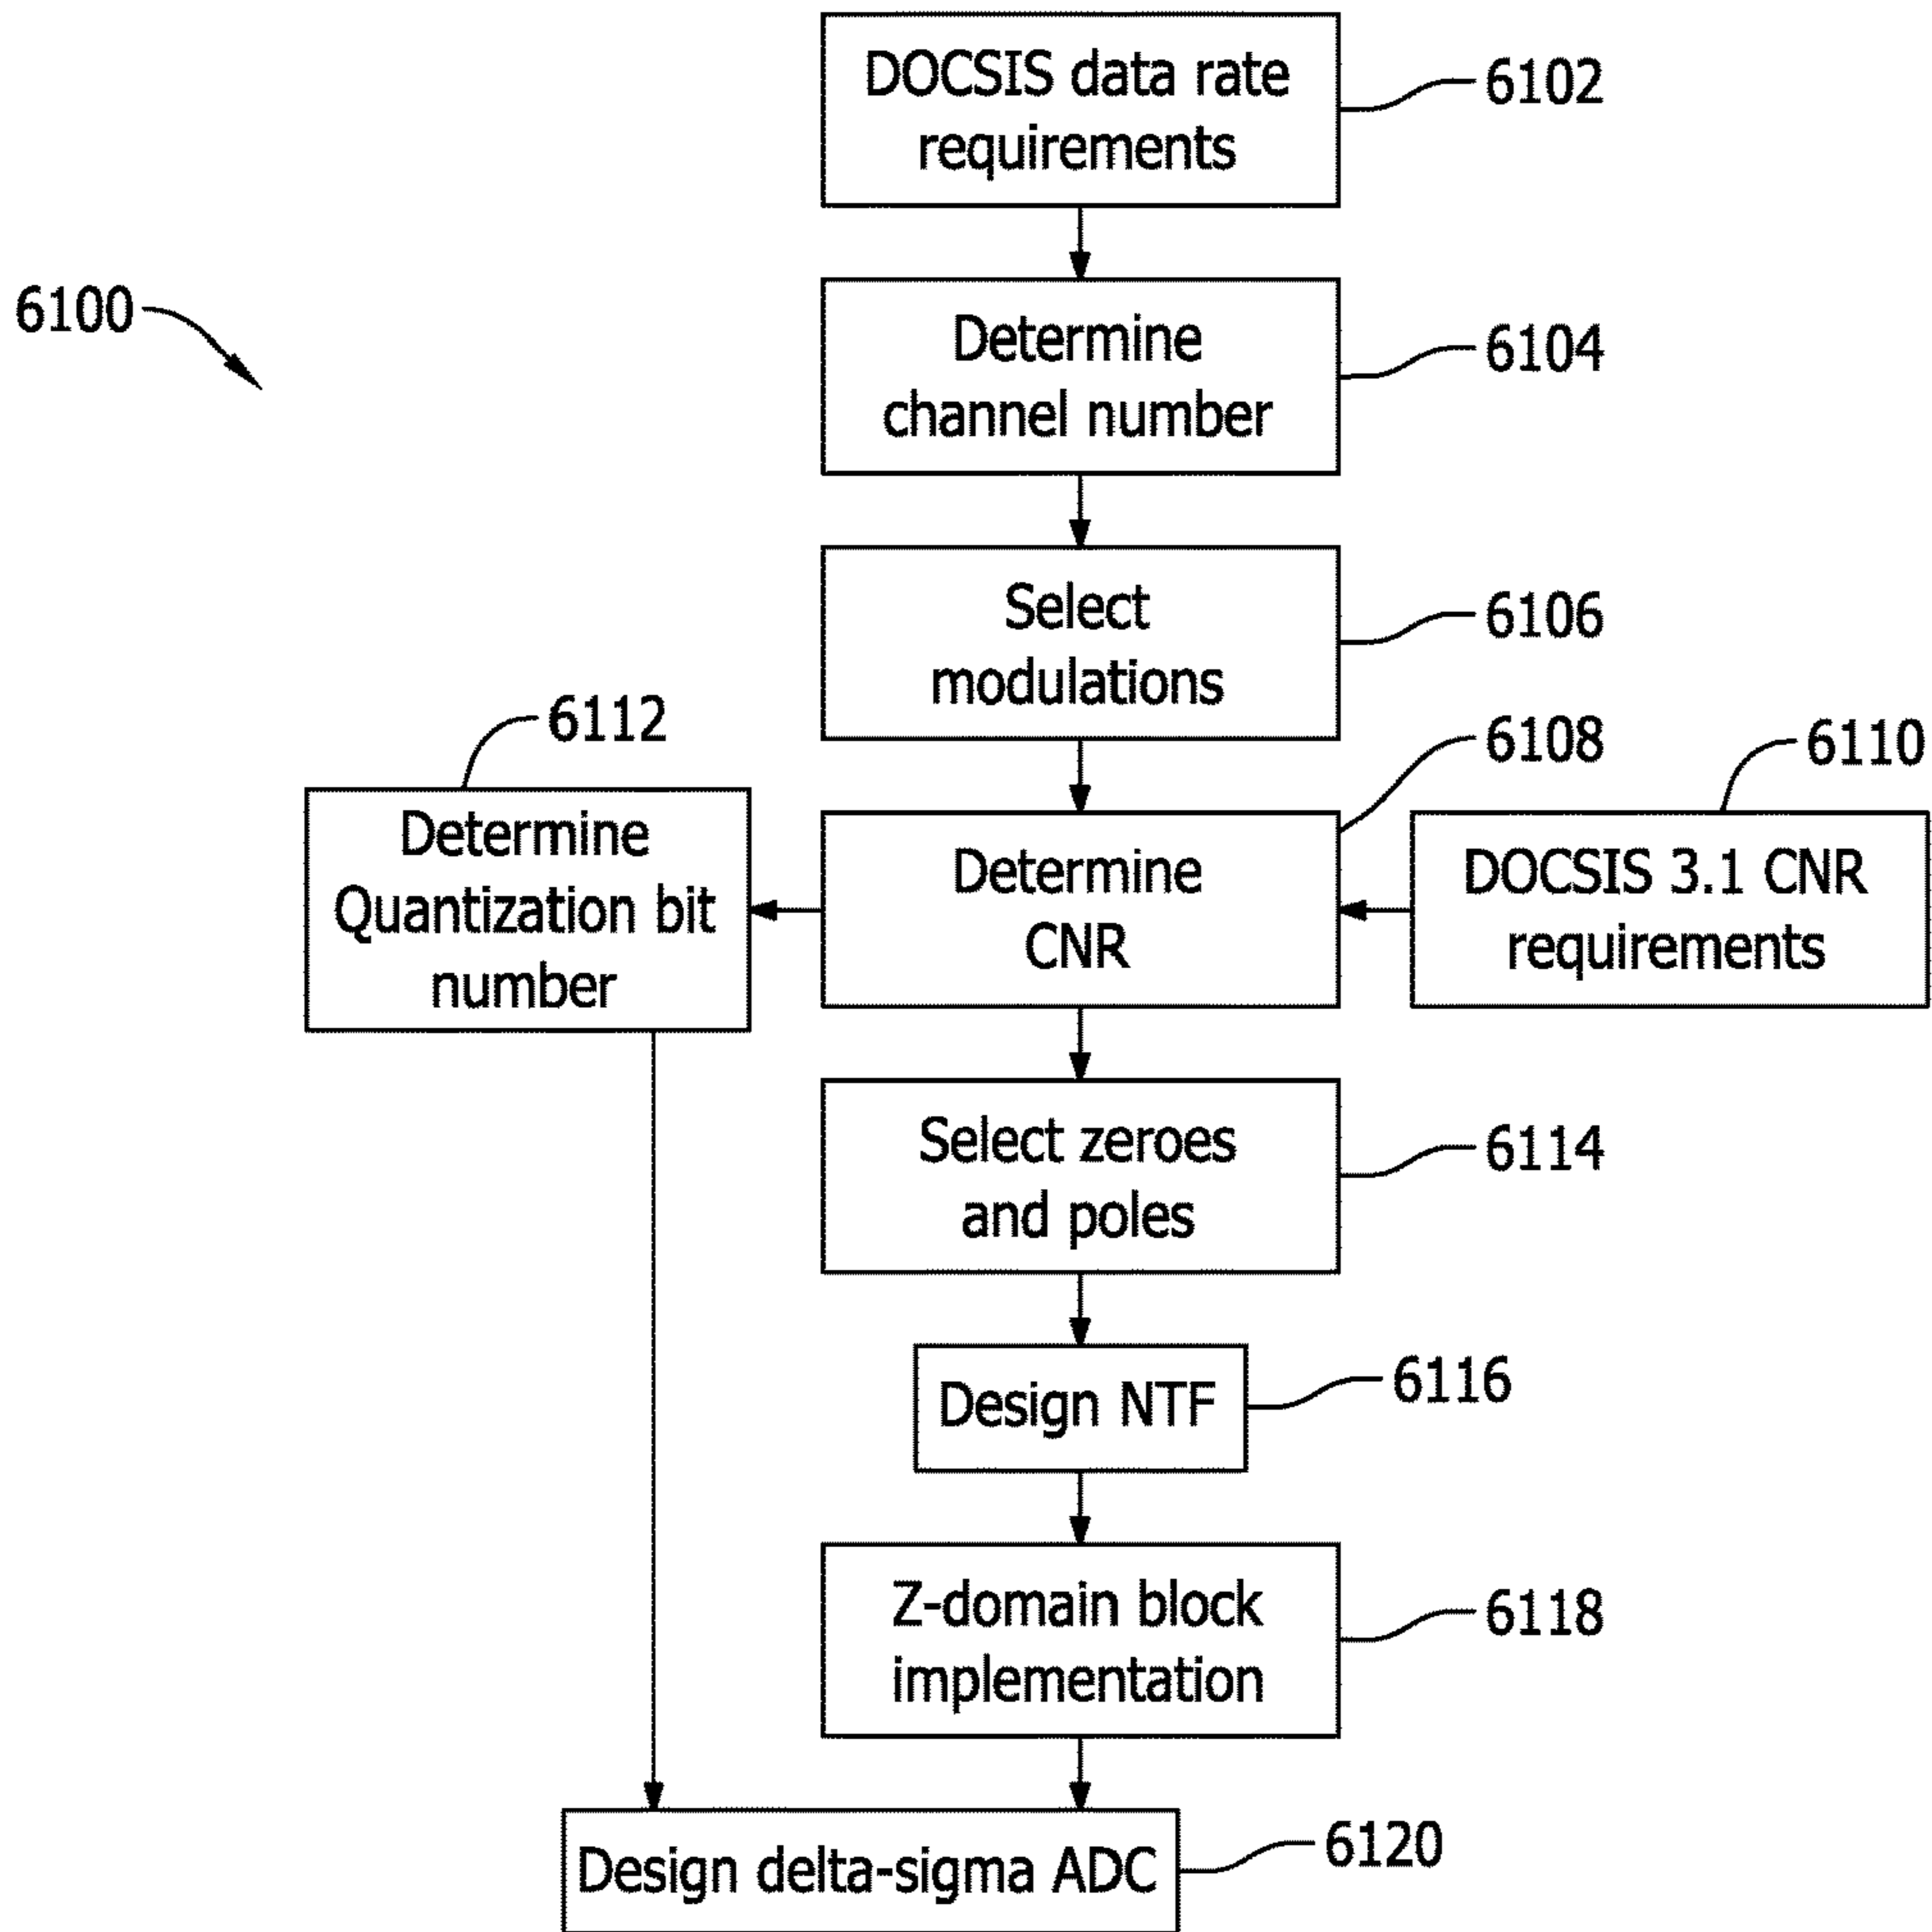 DOCSIS data rate
requirements
6102
6100
Determine
channel number
6104
Select
modulations
6106
6112
6108
6110
Determine
Quantization bit
number
Determine
CNR
DOCSIS 3.1 CNR
requirements
Select zeroes
and poles
6114
Design NTF
6116
Z-domain block
implementation
6118
Design delta-sigma ADC
6120